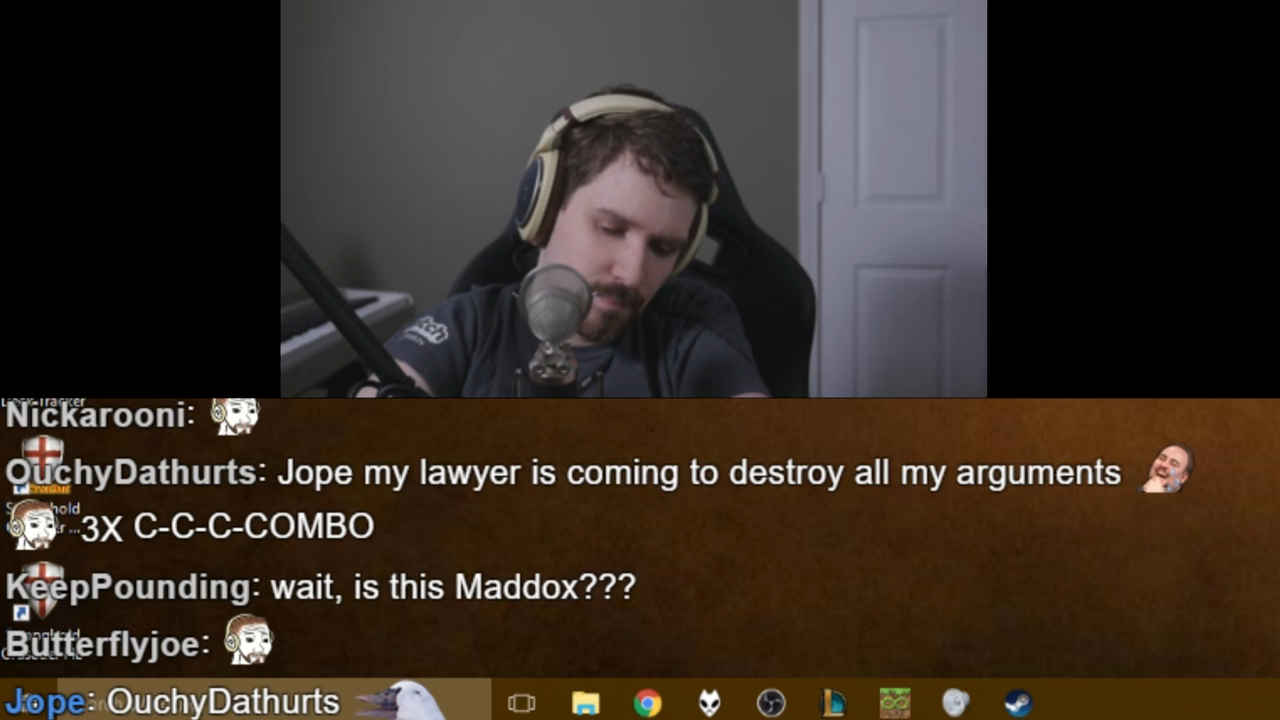 Nickarooni:
OuchyDathurts: Jope my lawyer is coming to destroy all my arguments
3X C-C-C-COMBO
KeepPounding: wait, is this Maddox???
Butterflyjoe:
Jope: OuchyDathurts